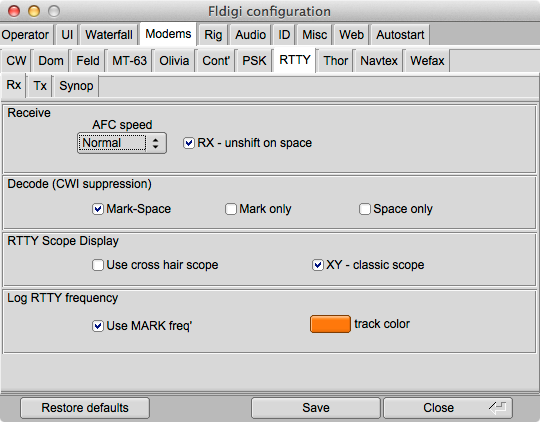 Fldigi configuration
Operator UI Waterfall Modems Rig Audio ID Misc Web Autostart
CW Dom Feld MT-63 Olivia Cont' PSK RTTY Thor Navtex Wefax
Rx Tx Synop
Receive
AFC speed
Normal RX - unshift on space
Decode (CWI suppression)
Mark-Space Mark only Space only
RTTY Scope Display
Use cross hair scope XY - classic scope
Log RTTY frequency
Use MARK freq' track color
Restore defaults Save Close